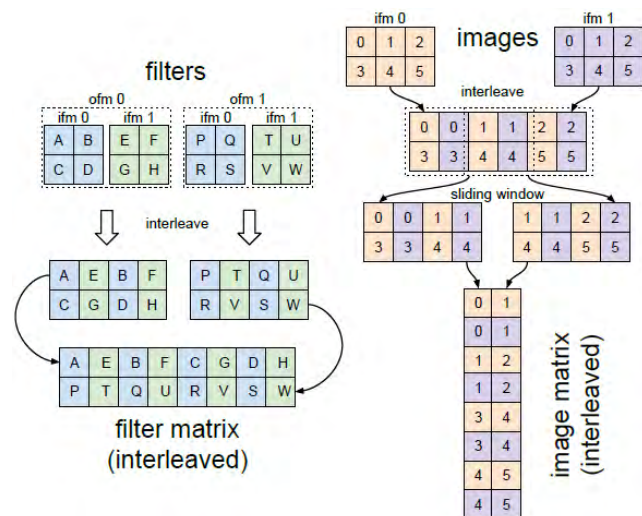 filters
ofm 0
ofm 1
ifm 0
ifm 1
ifm 0
ifm 1
A B E F P Q T U
C D G H R S V W
interleave
A E B F P T Q U
C G D H R V S W
A E B F C G D H
P T Q U R V S W
filter matrix
(interleaved)
ifm 0
ifm 1
images
0 1 2 0 1 2
3 4 5 3 4 5
interleave
0 0 1 1 2 2
3 3 4 4 5 5
sliding window
0 0 1 1 1 1 2 2
3 3 4 4 4 4 5 5
0 1
0 1
1 2
1 2
3 4
3 4
4 5
4 5
image matrix
(interleaved)